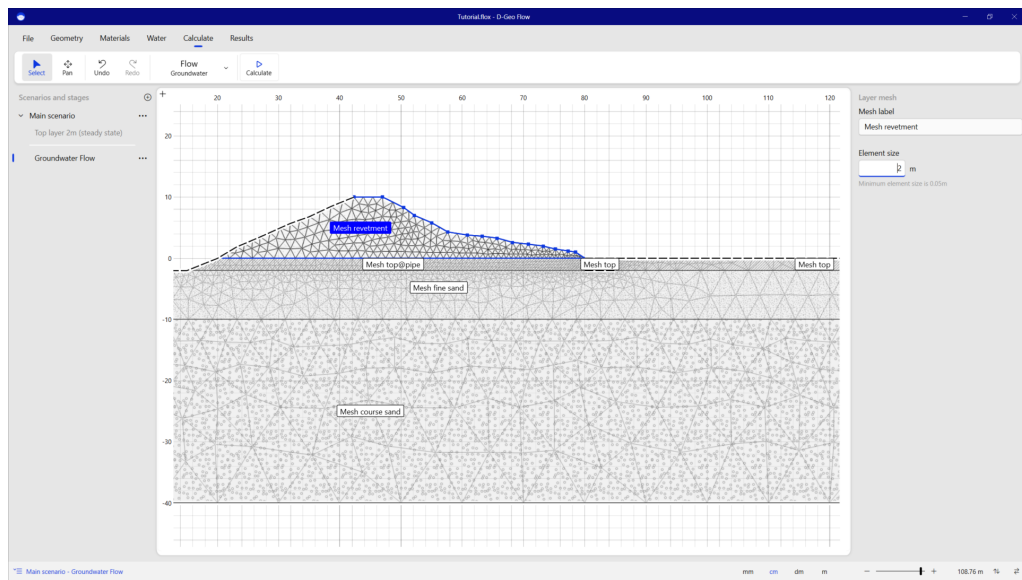 Tutorial.flox - D-Geo Flow
File Geometry Materials Water Calculate Results
Select Pan Undo Redo Flow Groundwater Calculate
Scenarios and stages
Main scenario
Top layer 2m (steady state)
Groundwater Flow
20 30 40 50 60 70 80 90 100 110 120
20
10
0
-10
-20
-30
-40
Mesh revetment
Mesh top@pipe
Mesh top
Mesh top
Mesh fine sand
Mesh course sand
Layer mesh
Mesh label
Mesh revetment
Element size
2 m
Minimum element size is 0.05m
Main scenario - Groundwater Flow
mm cm dm m
108.76 m